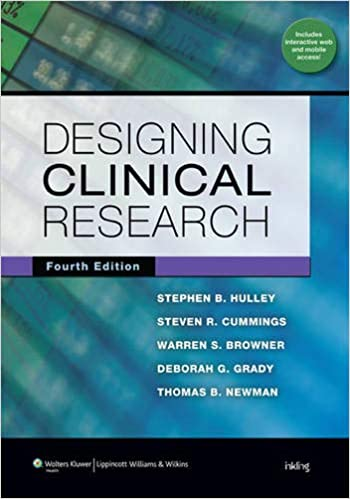 Includes
interactive web
and mobile
access!
DESIGNING
CLINICAL
RESEARCH
Fourth Edition
STEPHEN B. HULLEY
STEVEN R. CUMMINGS
WARREN S. BROWNER
DEBORAH G. GRADY
THOMAS B. NEWMAN
Wolters Kluwer | Lippincott Williams & Wilkins
Health
inkling